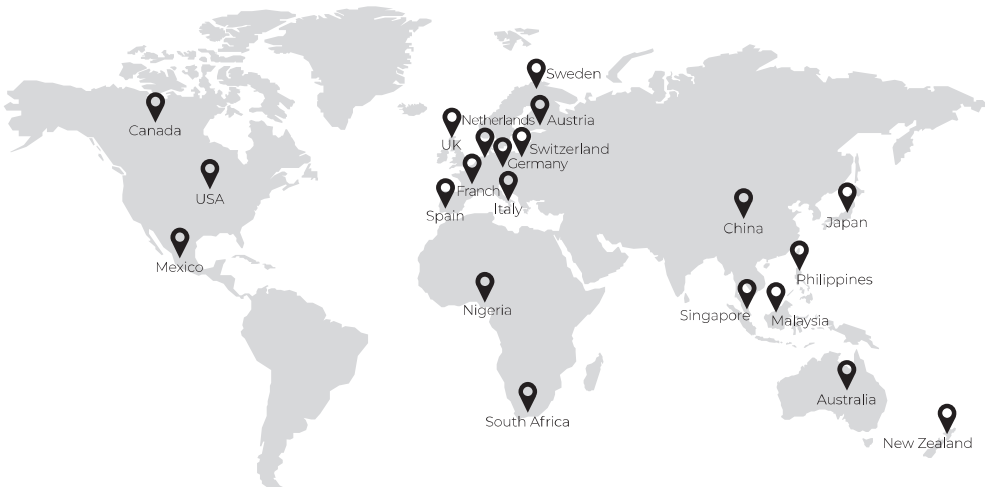 Sweden
Canada
Netherlands
Austria
UK
Switzerland
Germany
USA
Franch
Italy
Spain
China
Japan
Mexico
Philippines
Nigeria
Singapore
Malaysia
Australia
South Africa
New Zealand